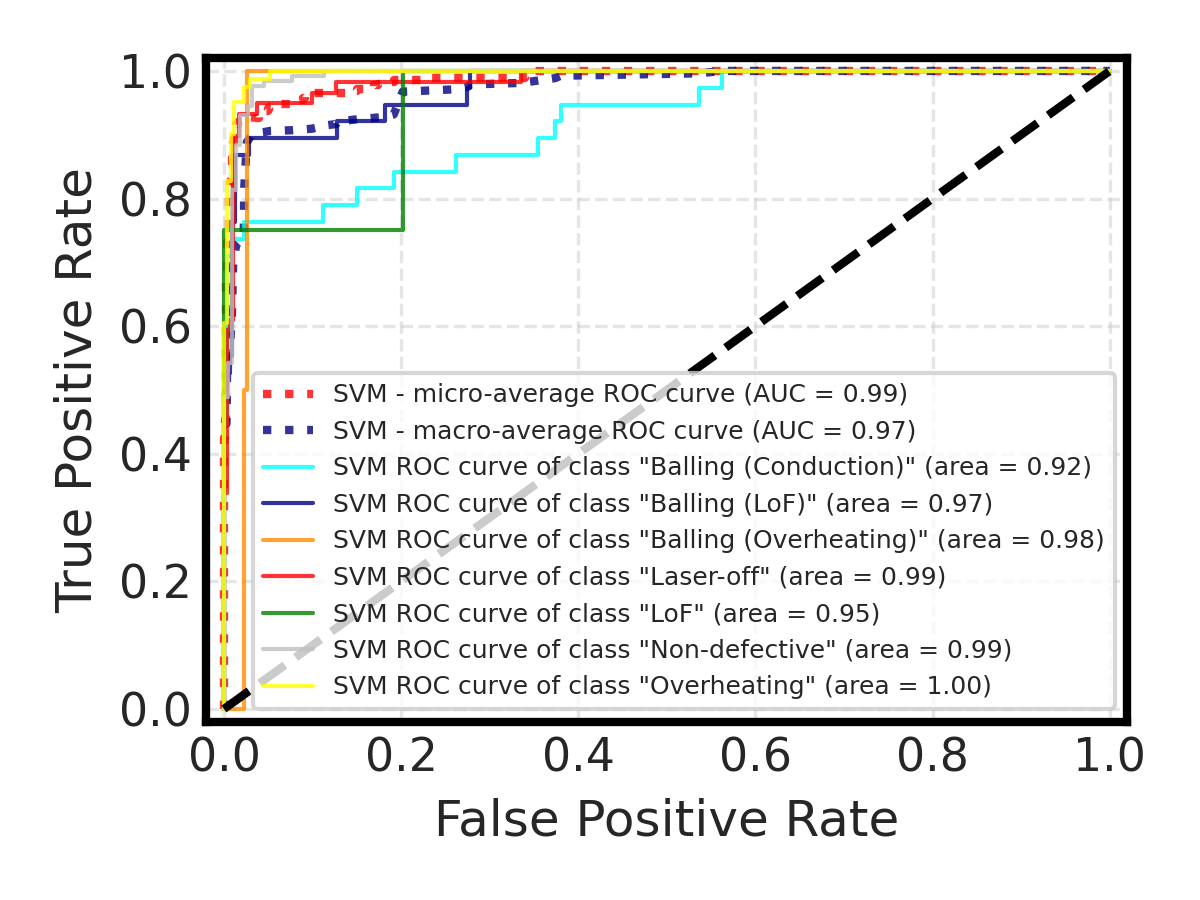 1.0
0.8
0.6
0.4
0.2
0.0
True Positive Rate
SVM - micro-average ROC curve (AUC = 0.99)
SVM - macro-average ROC curve (AUC = 0.97)
SVM ROC curve of class "Balling (Conduction)" (area = 0.92)
SVM ROC curve of class "Balling (LoF)" (area = 0.97)
SVM ROC curve of class "Balling (Overheating)" (area = 0.98)
SVM ROC curve of class "Laser-off" (area = 0.99)
SVM ROC curve of class "LoF" (area = 0.95)
SVM ROC curve of class "Non-defective" (area = 0.99)
SVM ROC curve of class "Overheating" (area = 1.00)
0.0 0.2 0.4 0.6 0.8 1.0
False Positive Rate